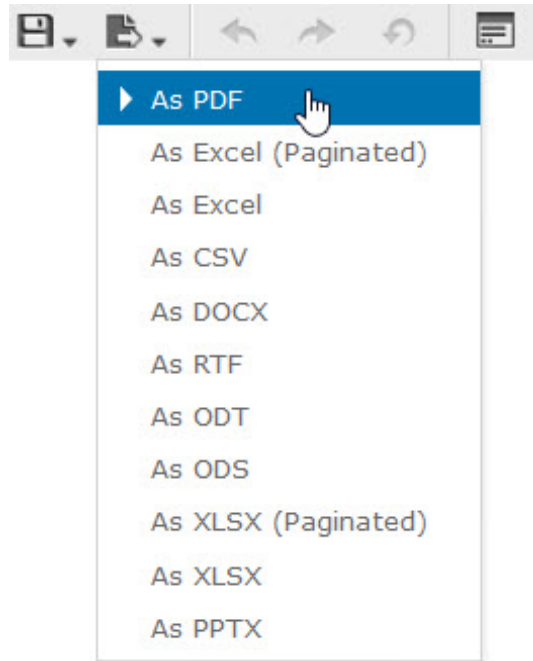 As PDF
As Excel (Paginated)
As Excel
As CSV
As DOCX
As RTF
As ODT
As ODS
As XLSX (Paginated)
As XLSX
As PPTX